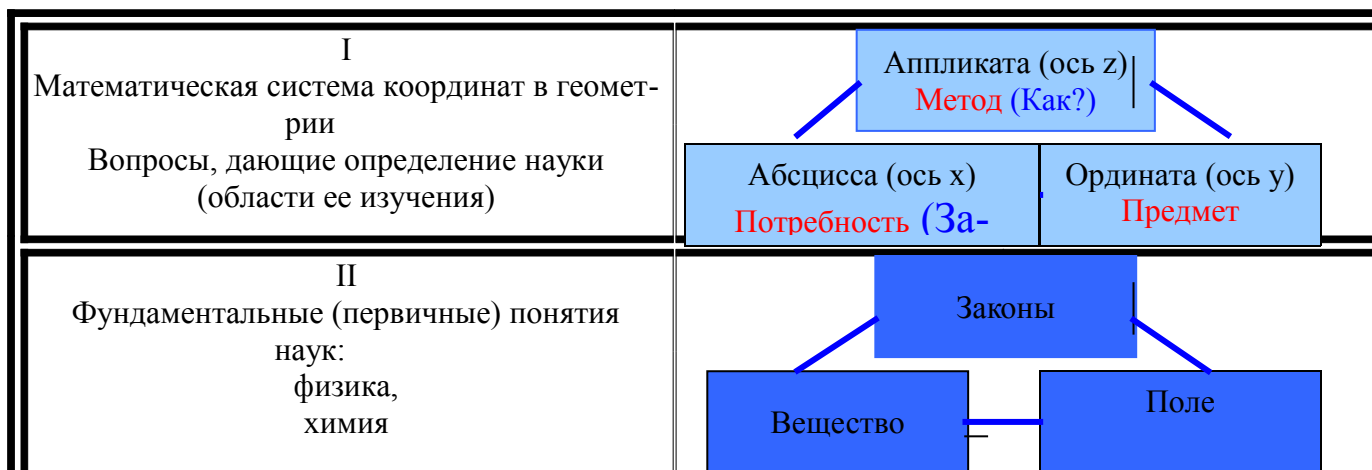 I
Математическая система координат в геомет-
рии
Вопросы, дающие определение науки
(области ее изучения)
Аппликата (ось z)
Метод (Как?)
Абсцисса (ось x)
Потребность (За-
Ордината (ось y)
Предмет
II
Фундаментальные (первичные) понятия
наук:
физика,
химия
Законы
Вещество
Поле